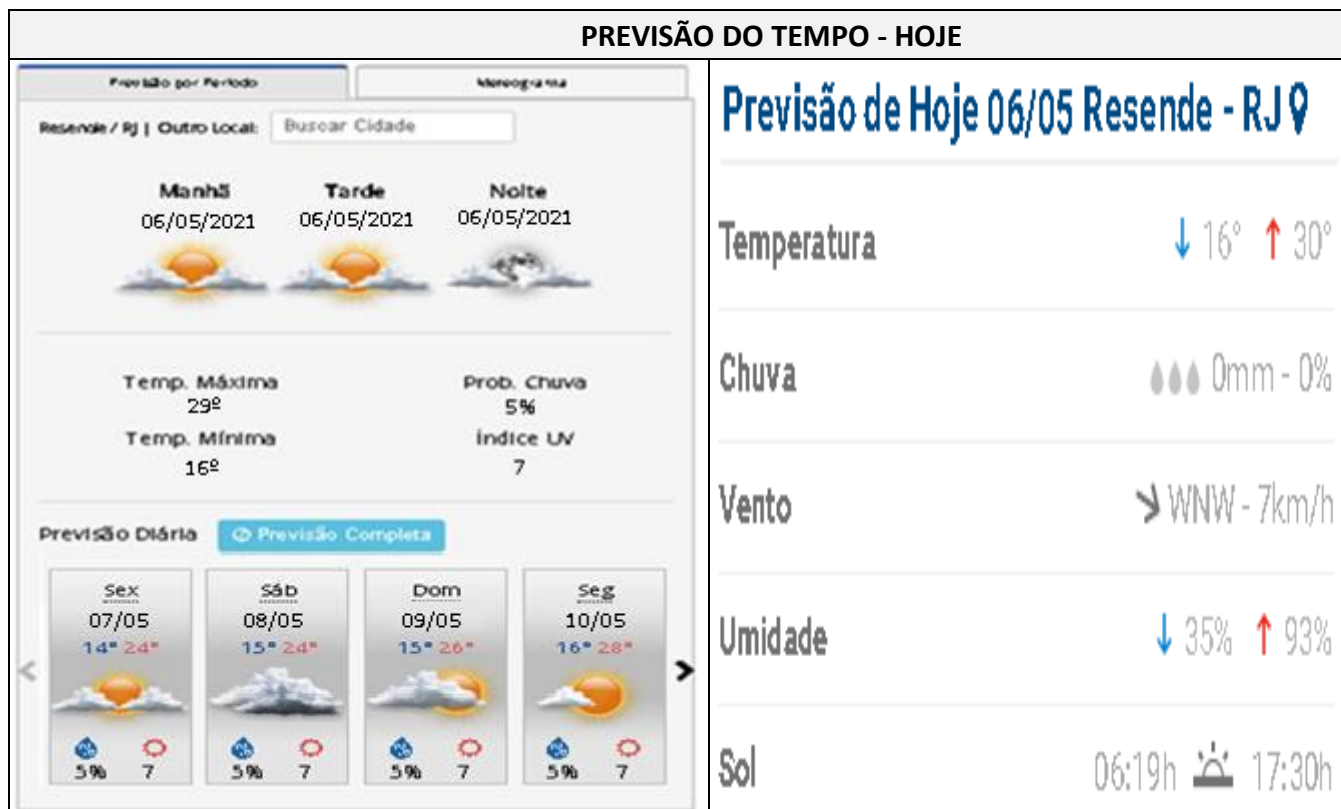 PREVISÃO DO TEMPO - HOJE
Previsão por Período
Meteograma
Resende / RJ | Outro Local: Buscar Cidade
Manhã Tarde Noite
06/05/2021 06/05/2021 06/05/2021
Temp. Máxima Prob. Chuva
29º 5%
Temp. Mínima Índice UV
16º 7
Previsão Diária Previsão Completa
Sex Sáb Dom Seg
07/05 08/05 09/05 10/05
14° 24° 15° 24° 15° 26° 16° 28°
5% 7 5% 7 5% 7 5% 7
Previsão de Hoje 06/05 Resende - RJ
Temperatura ↓ 16° ↑ 30°
Chuva 0mm - 0%
Vento WNW - 7km/h
Umidade ↓ 35% ↑ 93%
Sol 06:19h 17:30h